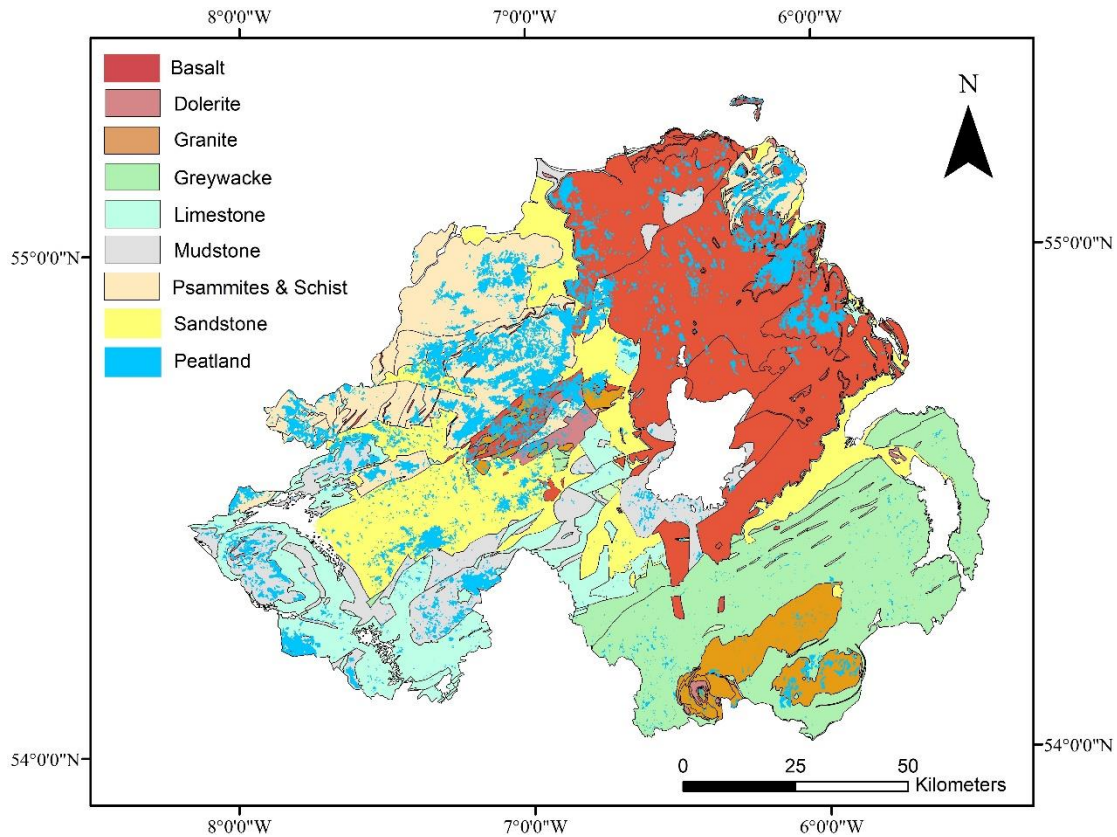 8°0'0"W 7°0'0"W 6°0'0"W
Basalt
Dolerite
Granite
Greywacke
Limestone
Mudstone
Psammites & Schist
Sandstone
Peatland
N
55°0'0"N 55°0'0"N
54°0'0"N 54°0'0"N
0 25 50
Kilometers
8°0'0"W 7°0'0"W 6°0'0"W